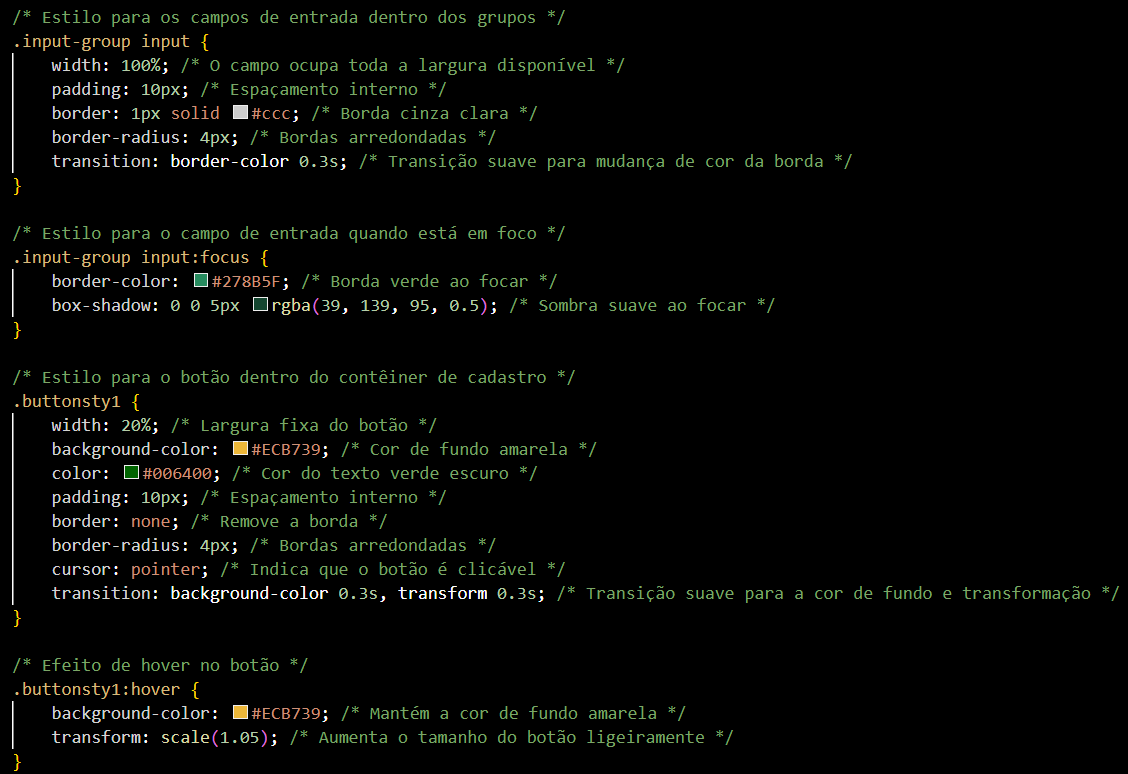 /* Estilo para os campos de entrada dentro dos grupos */
.input-group input {
    width: 100%; /* O campo ocupa toda a largura disponível */
    padding: 10px; /* Espaçamento interno */
    border: 1px solid #ccc; /* Borda cinza clara */
    border-radius: 4px; /* Bordas arredondadas */
    transition: border-color 0.3s; /* Transição suave para mudança de cor da borda */
}

/* Estilo para o campo de entrada quando está em foco */
.input-group input:focus {
    border-color: #278B5F; /* Borda verde ao focar */
    box-shadow: 0 0 5px rgba(39, 139, 95, 0.5); /* Sombra suave ao focar */
}

/* Estilo para o botão dentro do contêiner de cadastro */
.buttonsty1 {
    width: 20%; /* Largura fixa do botão */
    background-color: #ECB739; /* Cor de fundo amarela */
    color: #006400; /* Cor do texto verde escuro */
    padding: 10px; /* Espaçamento interno */
    border: none; /* Remove a borda */
    border-radius: 4px; /* Bordas arredondadas */
    cursor: pointer; /* Indica que o botão é clicável */
    transition: background-color 0.3s, transform 0.3s; /* Transição suave para a cor de fundo e transformação */
}

/* Efeito de hover no botão */
.buttonsty1:hover {
    background-color: #ECB739; /* Mantém a cor de fundo amarela */
    transform: scale(1.05); /* Aumenta o tamanho do botão ligeiramente */
}